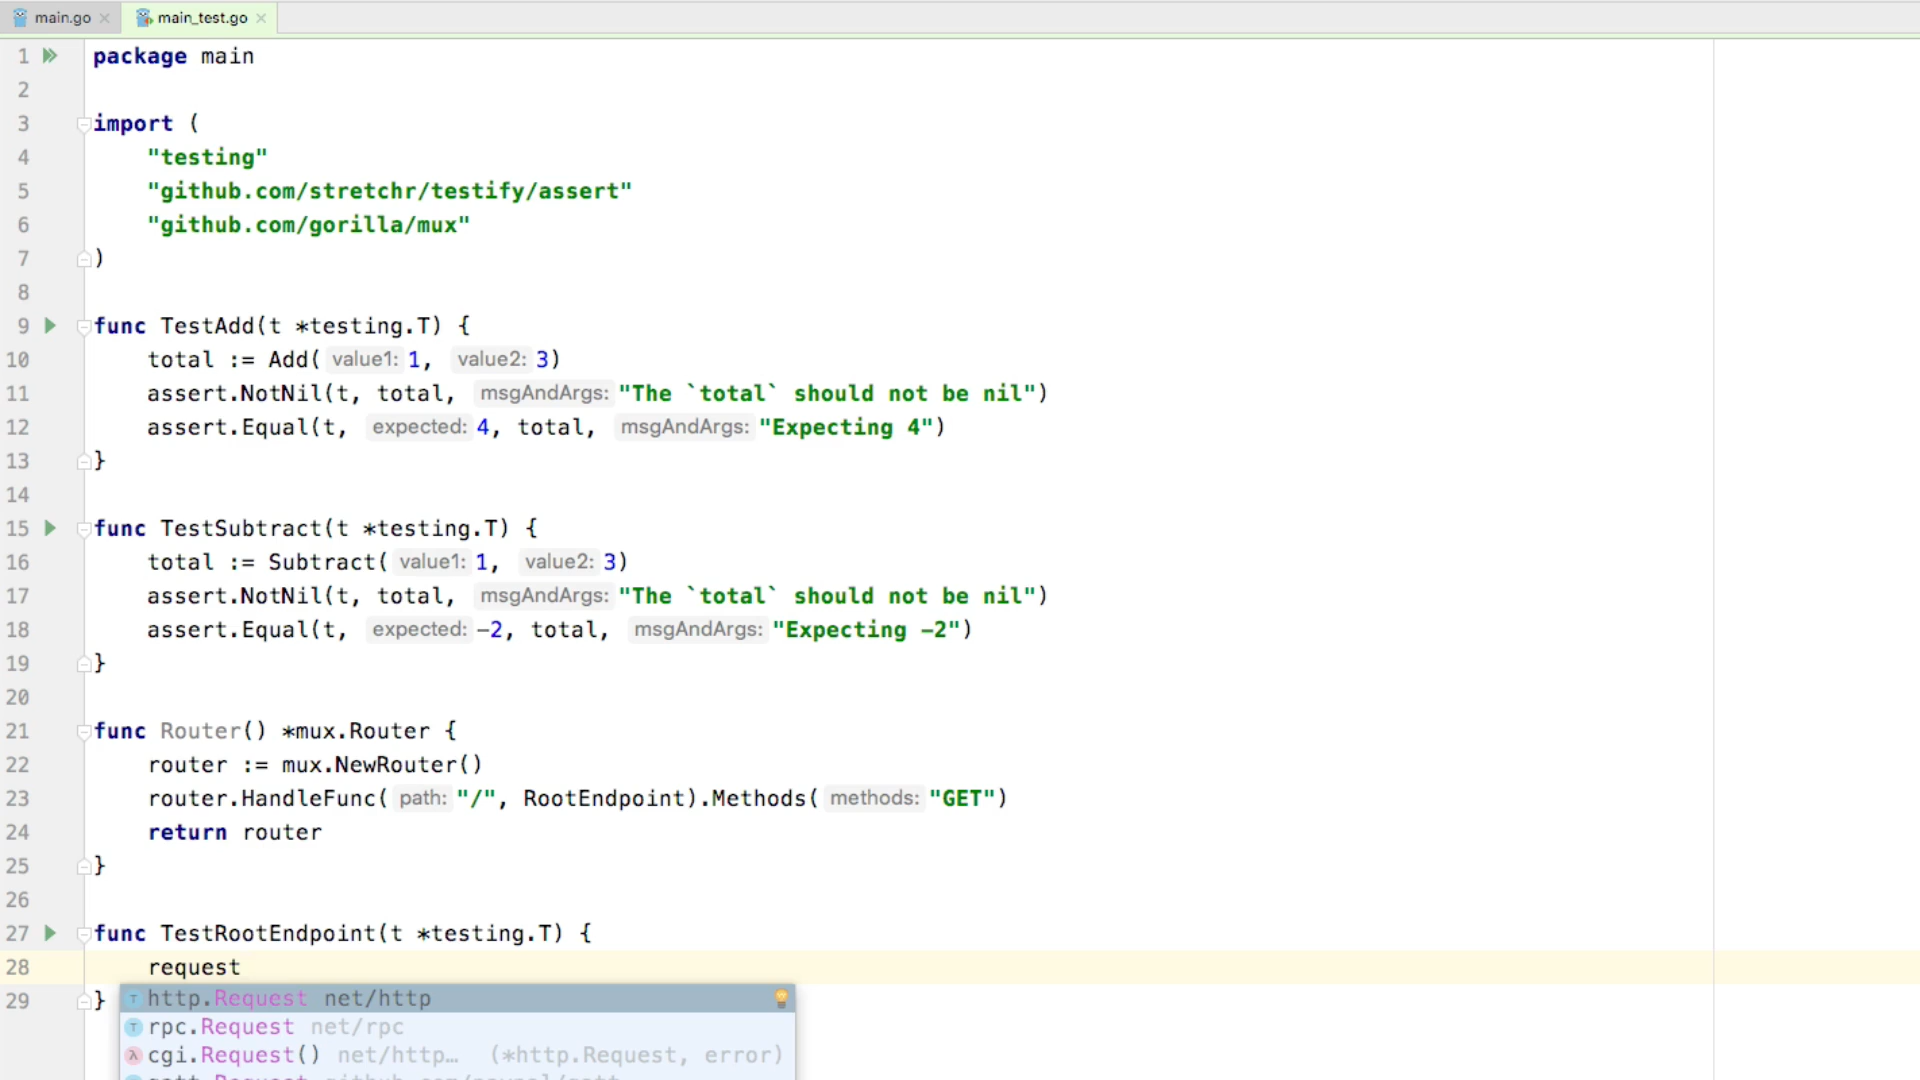 main.go main_test.go
1 package main
2
3 import (
4 "testing"
5 "github.com/stretchr/testify/assert"
6 "github.com/gorilla/mux"
7 )
8
9 func TestAdd(t *testing.T) {
10 total := Add( value1: 1, value2: 3)
11 assert.NotNil(t, total, msgAndArgs: "The `total` should not be nil")
12 assert.Equal(t, expected: 4, total, msgAndArgs: "Expecting 4")
13 }
14
15 func TestSubtract(t *testing.T) {
16 total := Subtract( value1: 1, value2: 3)
17 assert.NotNil(t, total, msgAndArgs: "The `total` should not be nil")
18 assert.Equal(t, expected: -2, total, msgAndArgs: "Expecting -2")
19 }
20
21 func Router() *mux.Router {
22 router := mux.NewRouter()
23 router.HandleFunc( path: "/", RootEndpoint).Methods( methods: "GET")
24 return router
25 }
26
27 func TestRootEndpoint(t *testing.T) {
28 request
29 }
http.Request net/http
rpc.Request net/rpc
cgi.Request() net/http… (*http.Request, error)